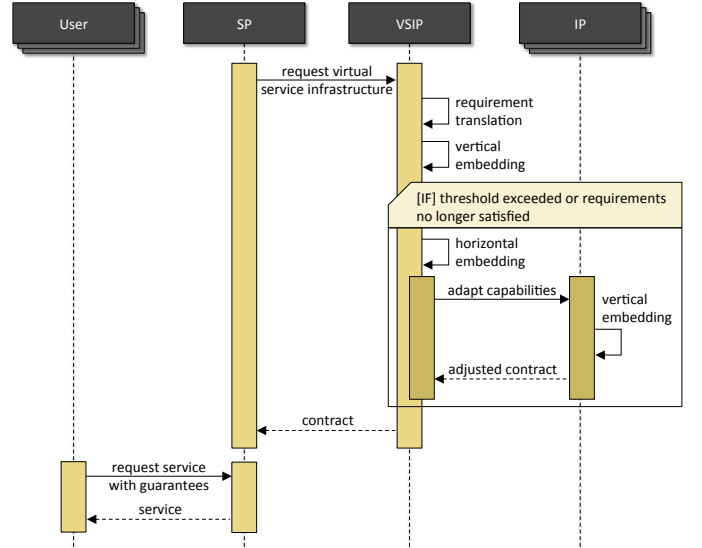 User
SP
VSIP
IP
request virtual
service infrastructure
requirement
translation
vertical
embedding
[IF] threshold exceeded or requirements
no longer satisfied
horizontal
embedding
adapt capabilities
vertical
embedding
adjusted contract
contract
request service
with guarantees
service